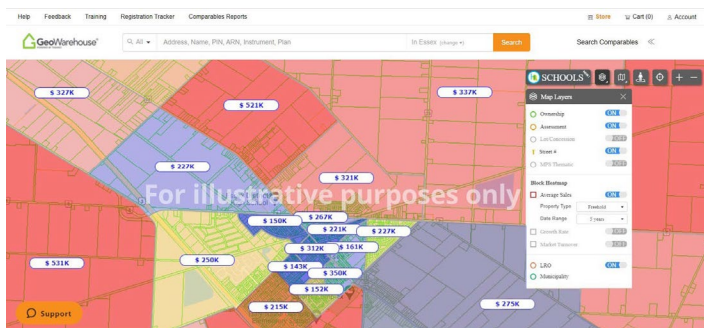 Help Feedback Training Registration Tracker Comparables Reports Store Cart (0) Account
GeoWarehouse All Address, Name, PIN, ARN, Instrument, Plan In Essex (change) Search Search Comparables
SCHOOLS
Map Layers
$ 327K
$ 521K
$ 337K
Ownership ON
Assessment ON
Lot/Concession OFF
Street # ON
MPS Thematic OFF
$ 227K
$ 321K
Block Heatmap
For illustrative purposes only
Average Sales ON
Property Type Freehold
Date Range 5 years
$ 150K
$ 267K
$ 221K
$ 227K
Growth Rate OFF
Market Turnover OFF
$ 312K
$ 161K
$ 531K
$ 250K
$ 143K
$ 350K
LRO ON
Municipality
$ 152K
$ 215K
$ 275K
Support